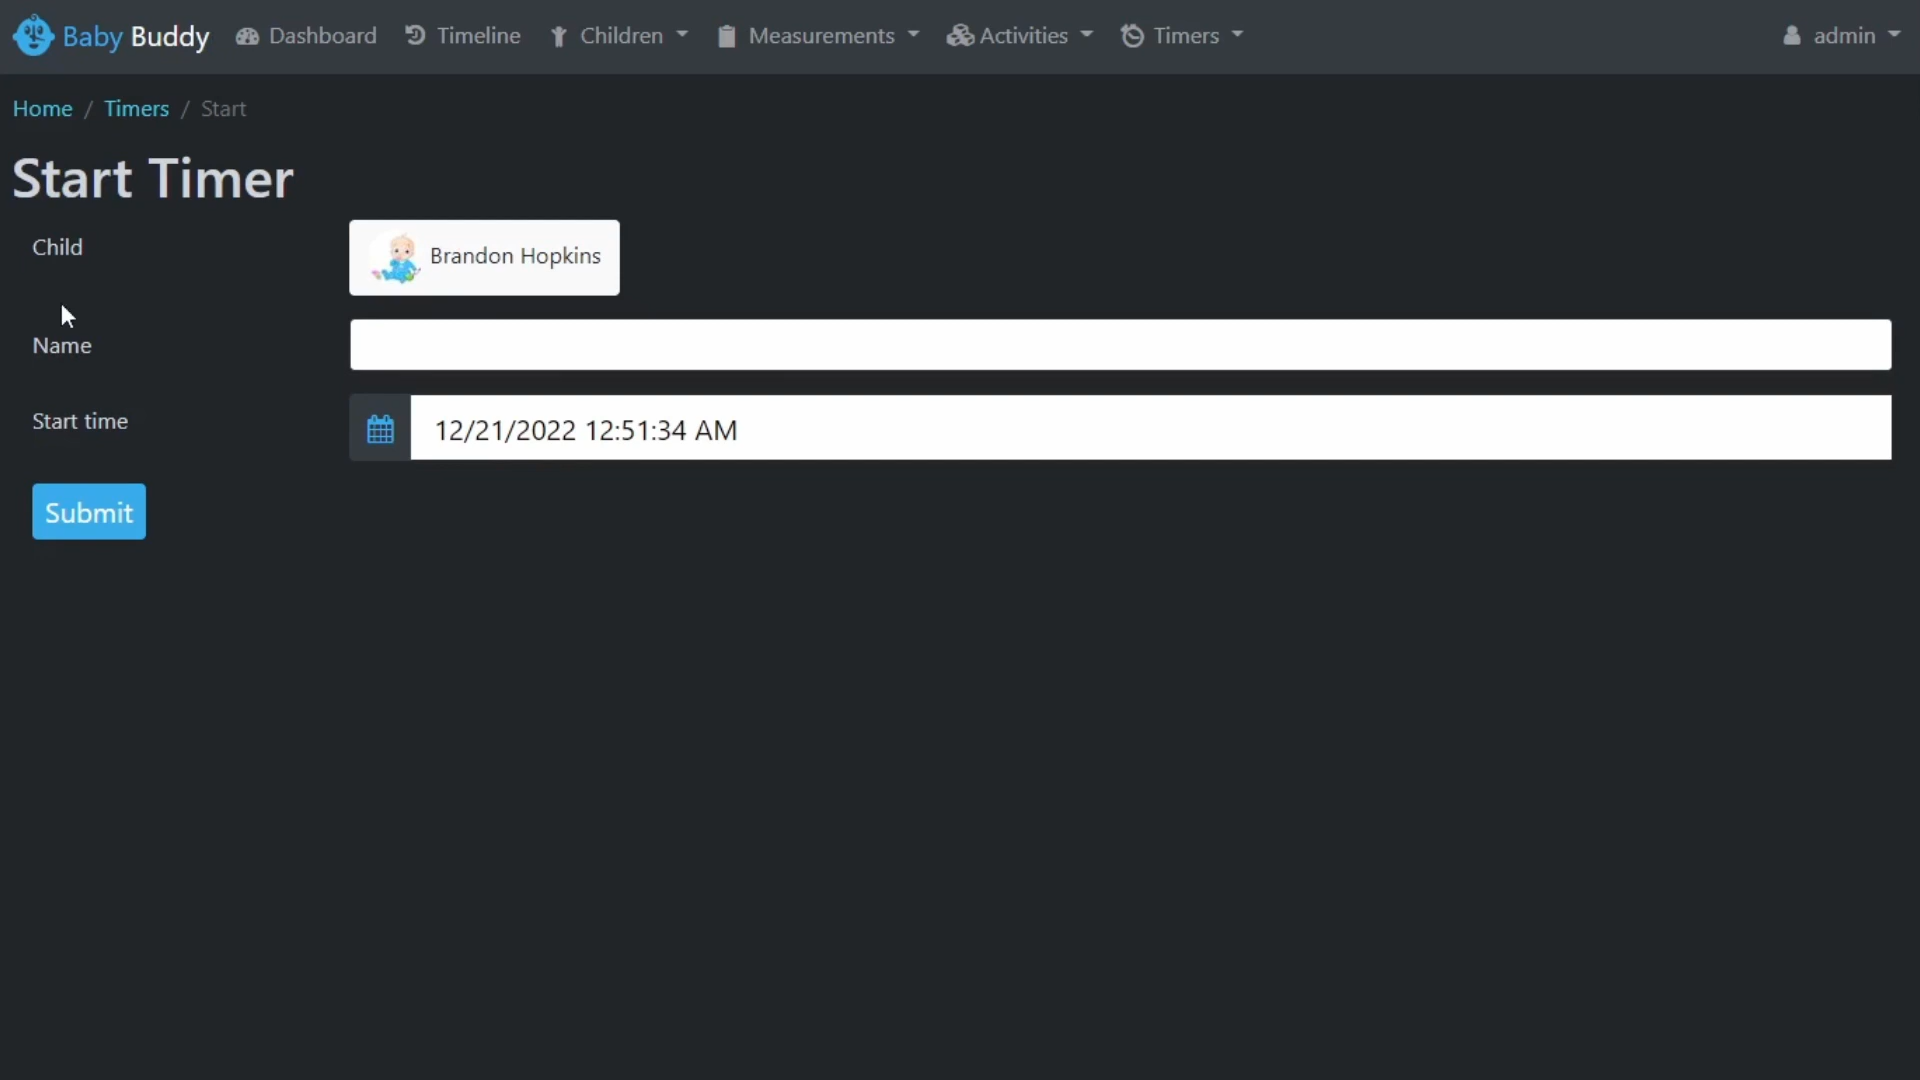 Baby Buddy Dashboard Timeline Children Measurements Activities Timers admin
Home / Timers / Start
Start Timer
Child
Brandon Hopkins
Name
Start time
12/21/2022 12:51:34 AM
Submit